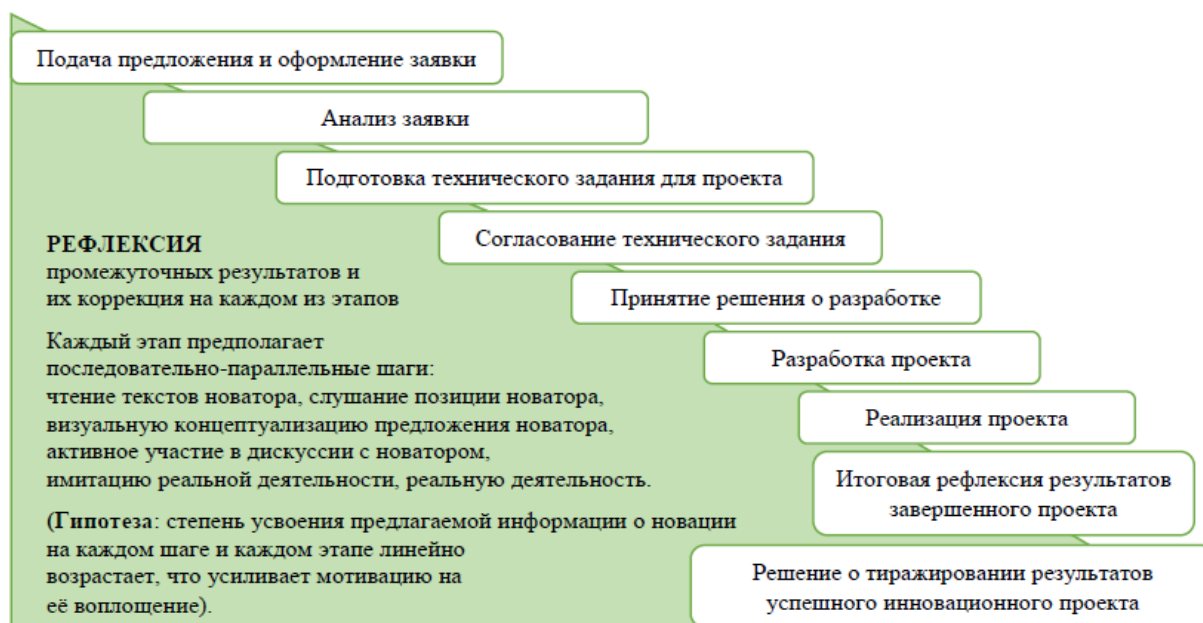 Подача предложения и оформление заявки
Анализ заявки
Подготовка технического задания для проекта
Согласование технического задания
Принятие решения о разработке
Разработка проекта
Реализация проекта
Итоговая рефлексия результатов
завершенного проекта
Решение о тиражировании результатов
успешного инновационного проекта
РЕФЛЕКСИЯ
промежуточных результатов и
их коррекция на каждом из этапов
Каждый этап предполагает
последовательно-параллельные шаги:
чтение текстов новатора, слушание позиции новатора,
визуальную концептуализацию предложения новатора,
активное участие в дискуссии с новатором,
имитацию реальной деятельности, реальную деятельность.
(Гипотеза: степень усвоения предлагаемой информации о новации
на каждом шаге и каждом этапе линейно
возрастает, что усиливает мотивацию на
её воплощение).